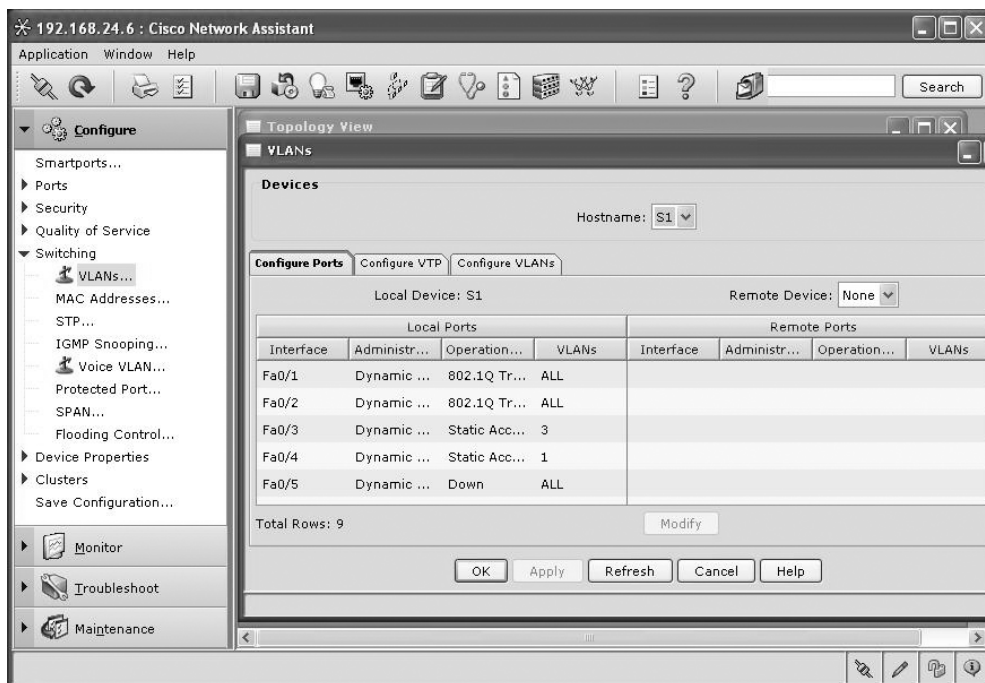 192.168.24.6 : Cisco Network Assistant
Application Window Help
Search
Configure
Smartports...
Ports
Security
Quality of Service
Switching
VLANs...
MAC Addresses...
STP...
IGMP Snooping...
Voice VLAN...
Protected Port...
SPAN...
Flooding Control...
Device Properties
Clusters
Save Configuration...
Monitor
Troubleshoot
Maintenance
Topology View
VLANs
Devices
Hostname: S1
Configure Ports Configure VTP Configure VLANs
Local Device: S1 Remote Device: None
Local Ports Remote Ports
Interface Administr... Operation... VLANs Interface Administr... Operation... VLANs
Fa0/1 Dynamic ... 802.1Q Tr... ALL
Fa0/2 Dynamic ... 802.1Q Tr... ALL
Fa0/3 Dynamic ... Static Acc... 3
Fa0/4 Dynamic ... Static Acc... 1
Fa0/5 Dynamic ... Down ALL
Total Rows: 9 Modify
OK Apply Refresh Cancel Help